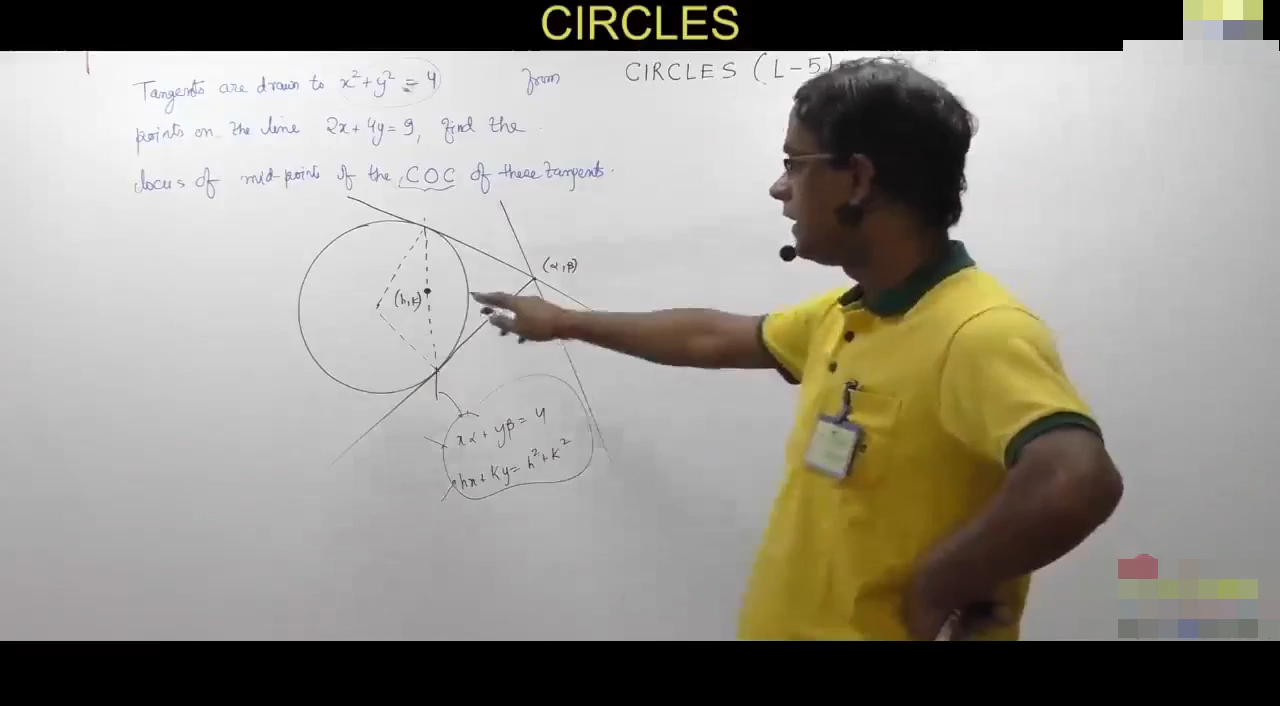 CIRCLES
Tangents are drawn to x²+y² = 4 from
points on the line 2x+4y=9, find the
locus of mid points of the COC of these tangents.
CIRCLES (L-5)
(α,β)
(h,k)
xα + yβ = 4
hx + ky = h²+k²